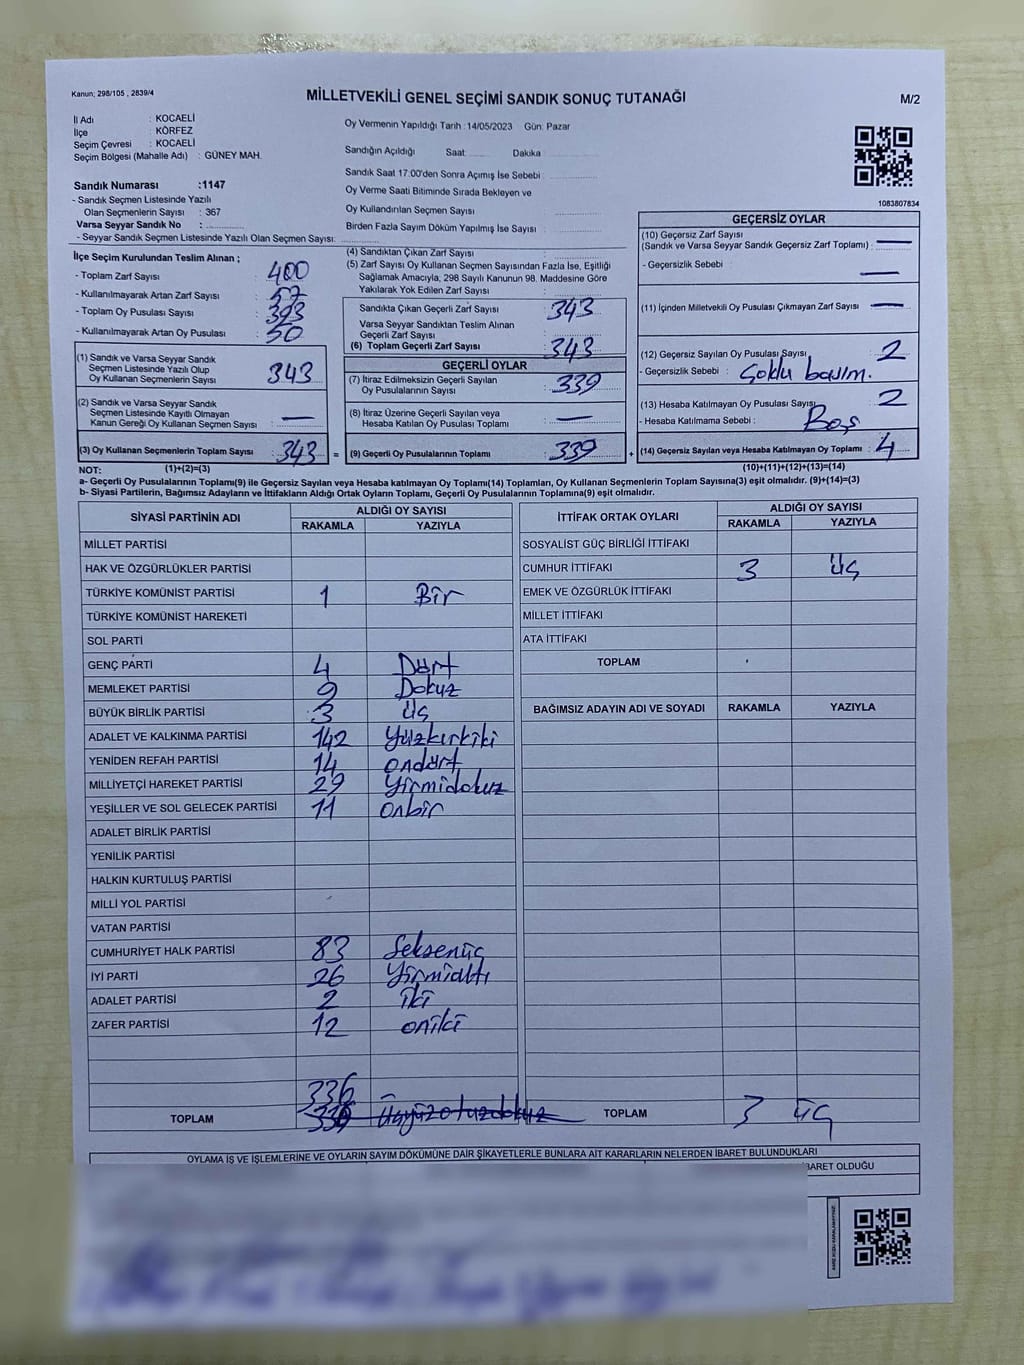 Kanun; 298/105 , 2839/4
MİLLETVEKİLİ GENEL SEÇİMİ SANDIK SONUÇ TUTANAĞI
M/2
İl Adı : KOCAELİ
İlçe : KÖRFEZ
Seçim Çevresi : KOCAELİ
Seçim Bölgesi (Mahalle Adı) : GÜNEY MAH.
Sandık Numarası :1147
- Sandık Seçmen Listesinde Yazılı
Olan Seçmenlerin Sayısı : 367
Varsa Seyyar Sandık No :
- Seyyar Sandık Seçmen Listesinde Yazılı Olan Seçmen Sayısı:
Oy Vermenin Yapıldığı Tarih : 14/05/2023 Gün: Pazar
Sandığın Açıldığı Saat Dakika
Sandık Saat 17:00'den Sonra Açımış İse Sebebi :
Oy Verme Saati Bitiminde Sırada Bekleyen ve
Oy Kullandırılan Seçmen Sayısı
Birden Fazla Sayım Döküm Yapılmış İse Sayısı :
1083807834
İlçe Seçim Kurulundan Teslim Alınan ;
- Toplam Zarf Sayısı : 400
- Kullanılmayarak Artan Zarf Sayısı : 57
- Toplam Oy Pusulası Sayısı : 393
- Kullanılmayarak Artan Oy Pusulası : 50
(1) Sandık ve Varsa Seyyar Sandık
Seçmen Listesinde Yazılı Olup
Oy Kullanan Seçmenlerin Sayısı : 343
(2) Sandık ve Varsa Seyyar Sandık
Seçmen Listesinde Kayıtlı Olmayan
Kanun Gereği Oy Kullanan Seçmen Sayısı : —
(3) Oy Kullanan Seçmenlerin Toplam Sayısı : 343 =
(4) Sandıktan Çıkan Zarf Sayısı :
(5) Zarf Sayısı Oy Kullanan Seçmen Sayısından Fazla İse, Eşitliği
Sağlamak Amacıyla, 298 Sayılı Kanunun 98. Maddesine Göre
Yakılarak Yok Edilen Zarf Sayısı :
Sandıkta Çıkan Geçerli Zarf Sayısı : 343
Varsa Seyyar Sandıktan Teslim Alınan
Geçerli Zarf Sayısı :
(6) Toplam Geçerli Zarf Sayısı : 343
GEÇERLİ OYLAR
(7) İtiraz Edilmeksizin Geçerli Sayılan
Oy Pusulalarının Sayısı : 339
(8) İtiraz Üzerine Geçerli Sayılan veya
Hesaba Katılan Oy Pusulası Toplamı : —
(9) Geçerli Oy Pusulalarının Toplamı : 339 +
GEÇERSİZ OYLAR
(10) Geçersiz Zarf Sayısı
(Sandık ve Varsa Seyyar Sandık Geçersiz Zarf Toplamı) : —
- Geçersizlik Sebebi : —
(11) İçinden Milletvekili Oy Pusulası Çıkmayan Zarf Sayısı : —
(12) Geçersiz Sayılan Oy Pusulası Sayısı : 2
- Geçersizlik Sebebi : Çoklu basım.
(13) Hesaba Katılmayan Oy Pusulası Sayısı : 2
- Hesaba Katılmama Sebebi : Boş
(14) Geçersiz Sayılan veya Hesaba Katılmayan Oy Toplamı : 4
NOT: (1)+(2)=(3) (10)+(11)+(12)+(13)=(14)
a- Geçerli Oy Pusulalarının Toplamı(9) ile Geçersiz Sayılan veya Hesaba katılmayan Oy Toplamı(14) Toplamları, Oy Kullanan Seçmenlerin Toplam Sayısına(3) eşit olmalıdır. (9)+(14)=(3)
b- Siyasi Partilerin, Bağımsız Adayların ve İttifakların Aldığı Ortak Oyların Toplamı, Geçerli Oy Pusulalarının Toplamına(9) eşit olmalıdır.
SİYASİ PARTİNİN ADI ALDIĞI OY SAYISI
RAKAMLA YAZIYLA
MİLLET PARTİSİ
HAK VE ÖZGÜRLÜKLER PARTİSİ
TÜRKİYE KOMÜNİST PARTİSİ 1 Bir
TÜRKİYE KOMÜNİST HAREKETİ
SOL PARTİ
GENÇ PARTİ 4 Dört
MEMLEKET PARTİSİ 9 Dokuz
BÜYÜK BİRLİK PARTİSİ 3 Üç
ADALET VE KALKINMA PARTİSİ 142 Yüzkırkiki
YENİDEN REFAH PARTİSİ 14 ondört
MİLLİYETÇİ HAREKET PARTİSİ 29 Yirmidokuz
YEŞİLLER VE SOL GELECEK PARTİSİ 11 Onbir
ADALET BİRLİK PARTİSİ
YENİLİK PARTİSİ
HALKIN KURTULUŞ PARTİSİ
MİLLİ YOL PARTİSİ
VATAN PARTİSİ
CUMHURİYET HALK PARTİSİ 83 Seksenüç
İYİ PARTİ 26 Yirmialtı
ADALET PARTİSİ 2 iki
ZAFER PARTİSİ 12 oniki
336
TOPLAM 339 Üçyüzotuzdokuz
İTTİFAK ORTAK OYLARI ALDIĞI OY SAYISI
RAKAMLA YAZIYLA
SOSYALİST GÜÇ BİRLİĞİ İTTİFAKI
CUMHUR İTTİFAKI 3 Üç
EMEK VE ÖZGÜRLÜK İTTİFAKI
MİLLET İTTİFAKI
ATA İTTİFAKI
TOPLAM
BAĞIMSIZ ADAYIN ADI VE SOYADI RAKAMLA YAZIYLA
TOPLAM 3 üç
OYLAMA İŞ VE İŞLEMLERİNE VE OYLARIN SAYIM DÖKÜMÜNE DAİR ŞİKAYETLERLE BUNLARA AİT KARARLARIN NELERDEN İBARET BULUNDUKLARI
BARET OLDUĞU